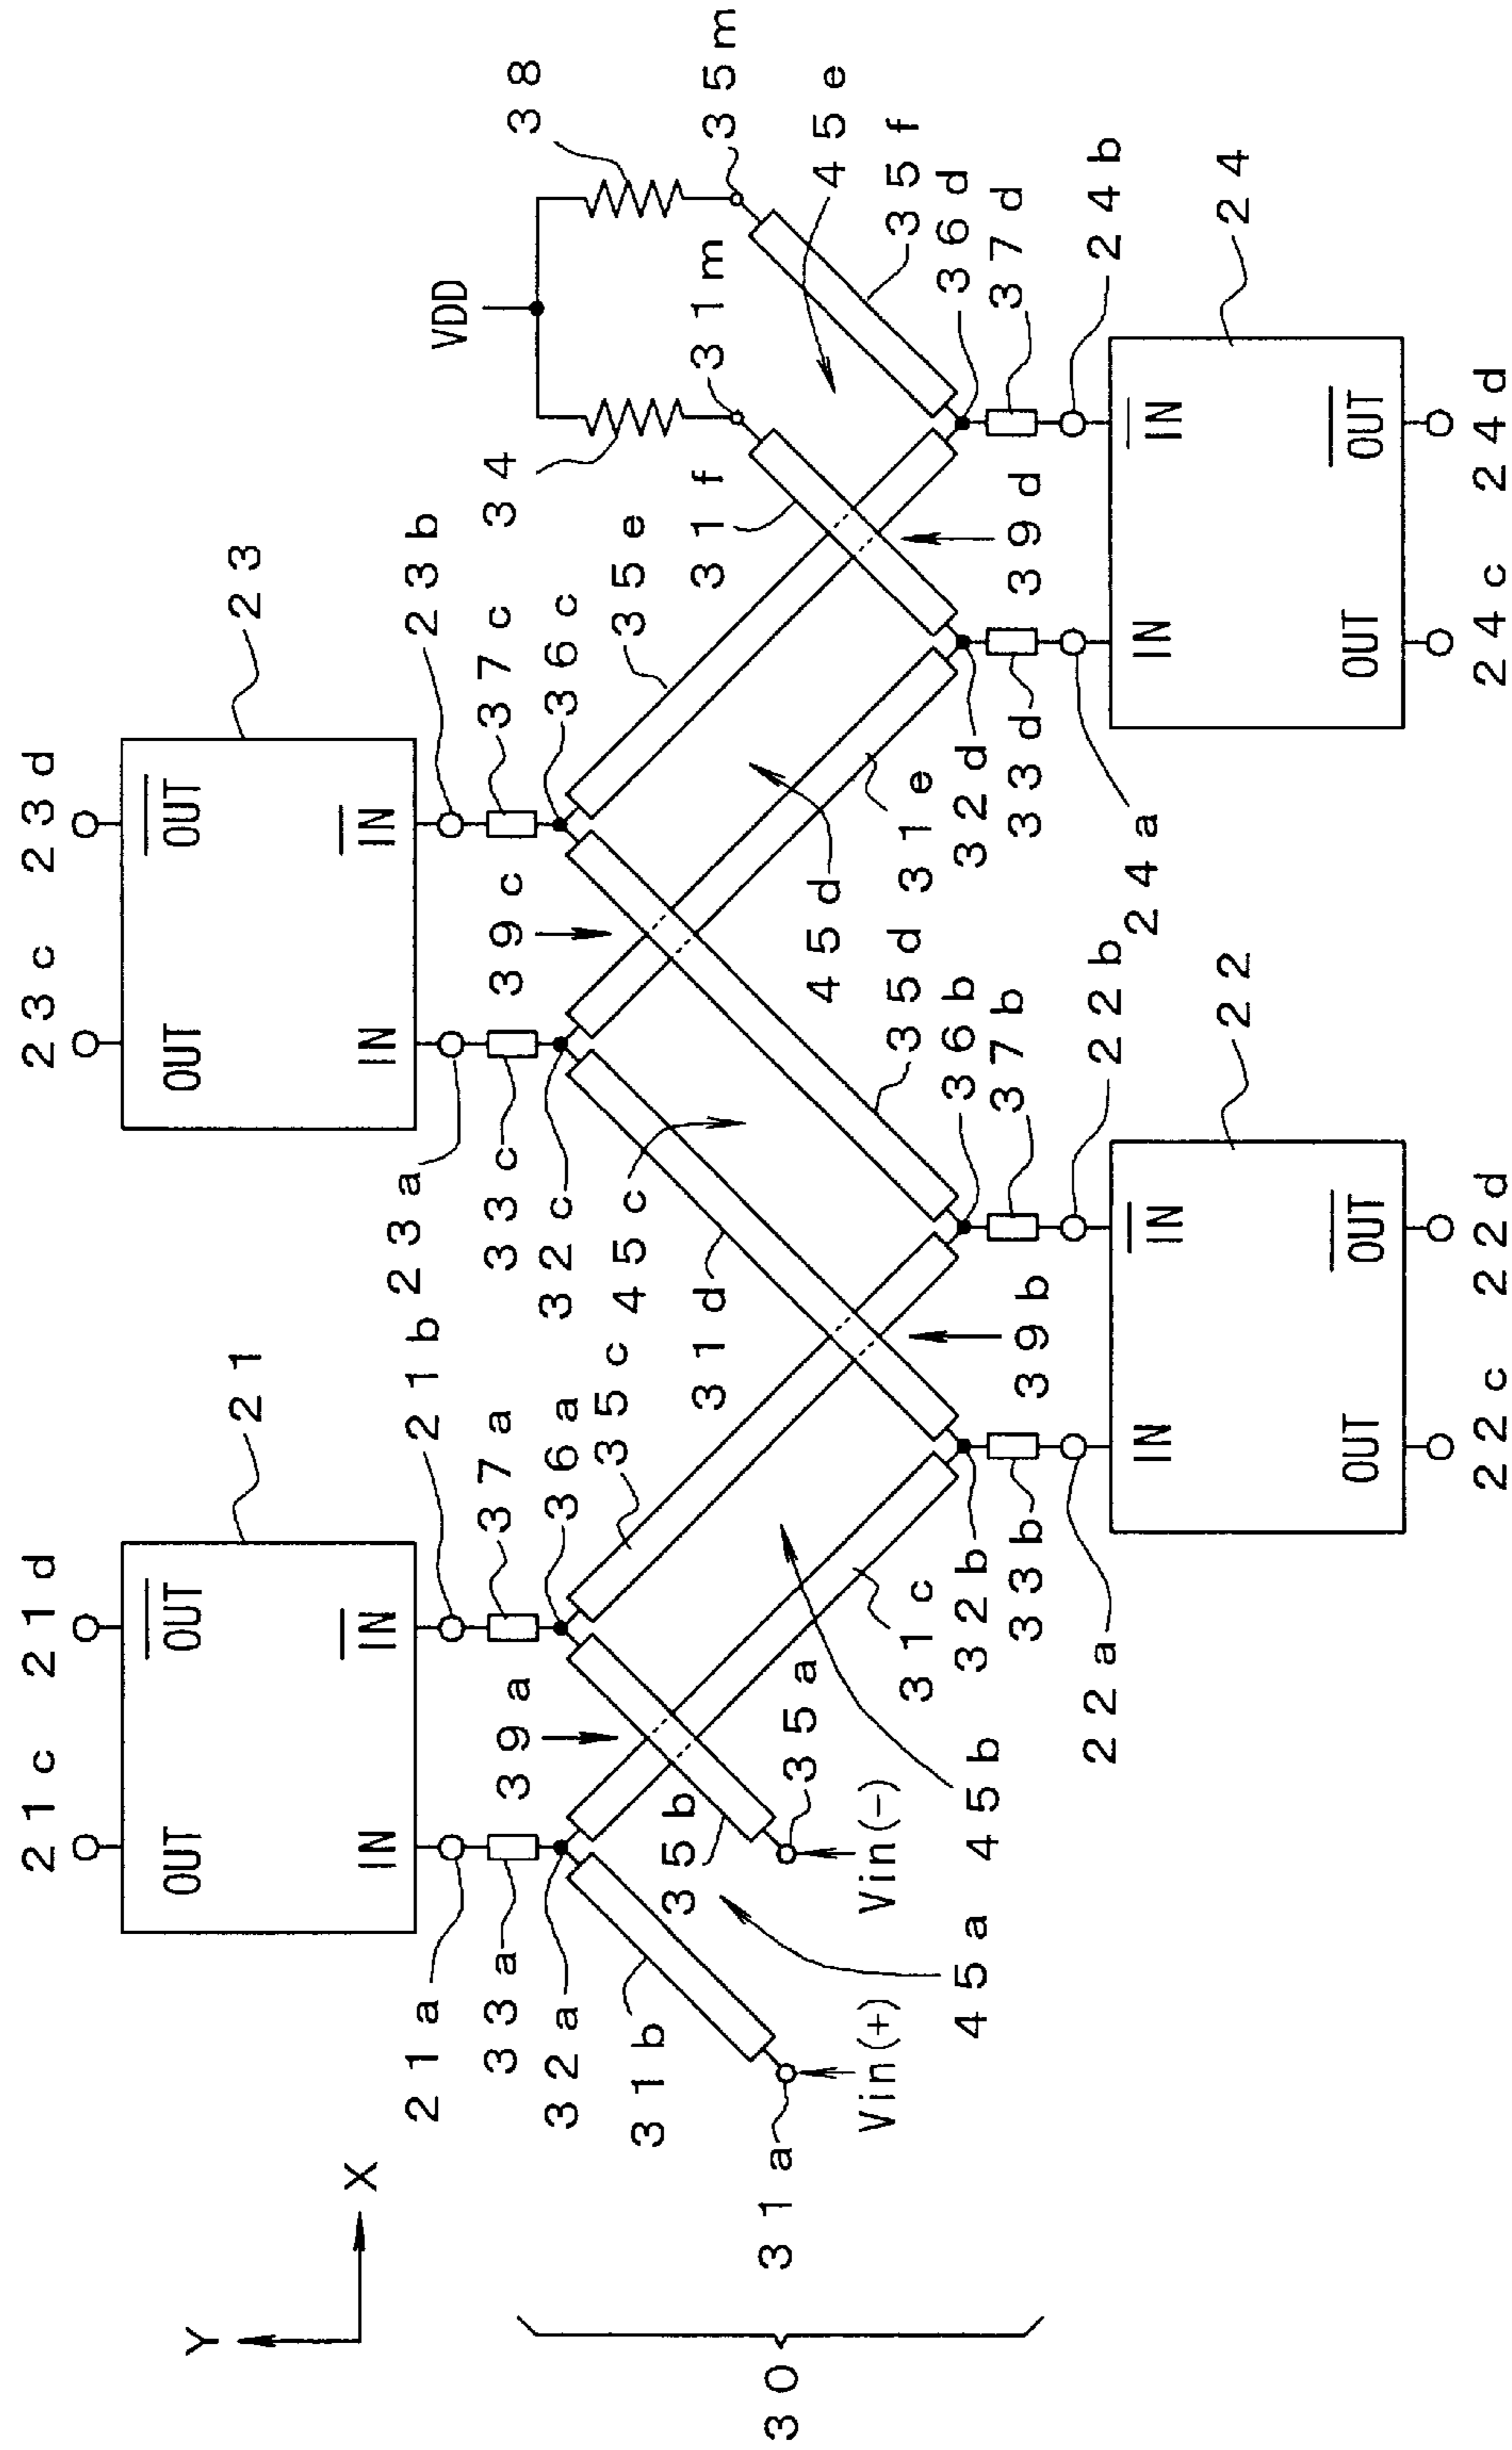 21c 21d
23c 23d
21
23
OUT OUT
OUT OUT
IN IN
IN IN
21a
21b
23a
23b
33a
37a
33c
37c
32a
36a
32c
36c
39a
39c
VDD
34
38
31b
35b
35c
31d
45c
35e
31f
31m
35m
Y
X
30
31a
Vin(+)
Vin(-)
35a
45a
45b
31c
32b
33b
22a
39b
35d
36b
37b
22b
45d
31e
32d
33d
24a
39d
45e
35f
36d
37d
24b
22
24
IN IN
IN IN
OUT OUT
OUT OUT
22c 22d
24c 24d